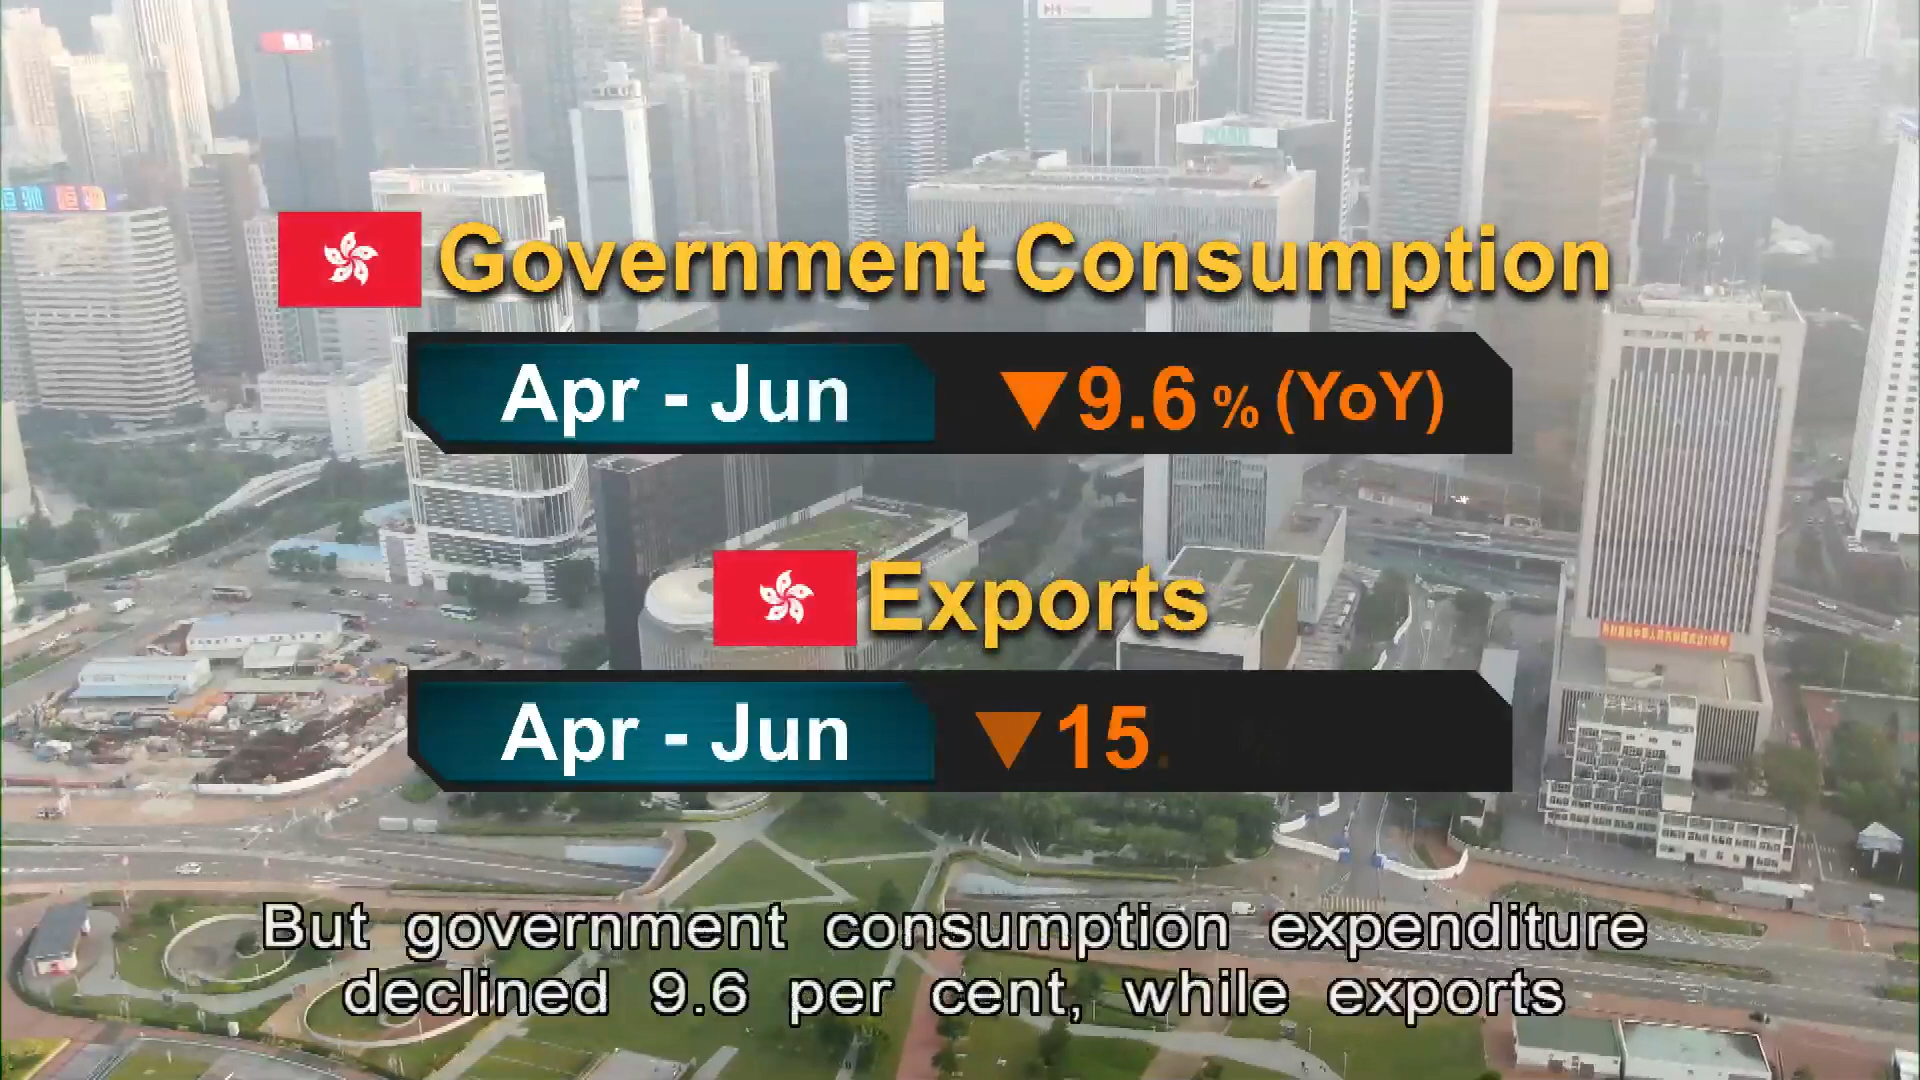 Government Consumption
Apr - Jun ▼9.6 % (YoY)
Exports
Apr - Jun ▼15.
But government consumption expenditure
declined 9.6 per cent, while exports